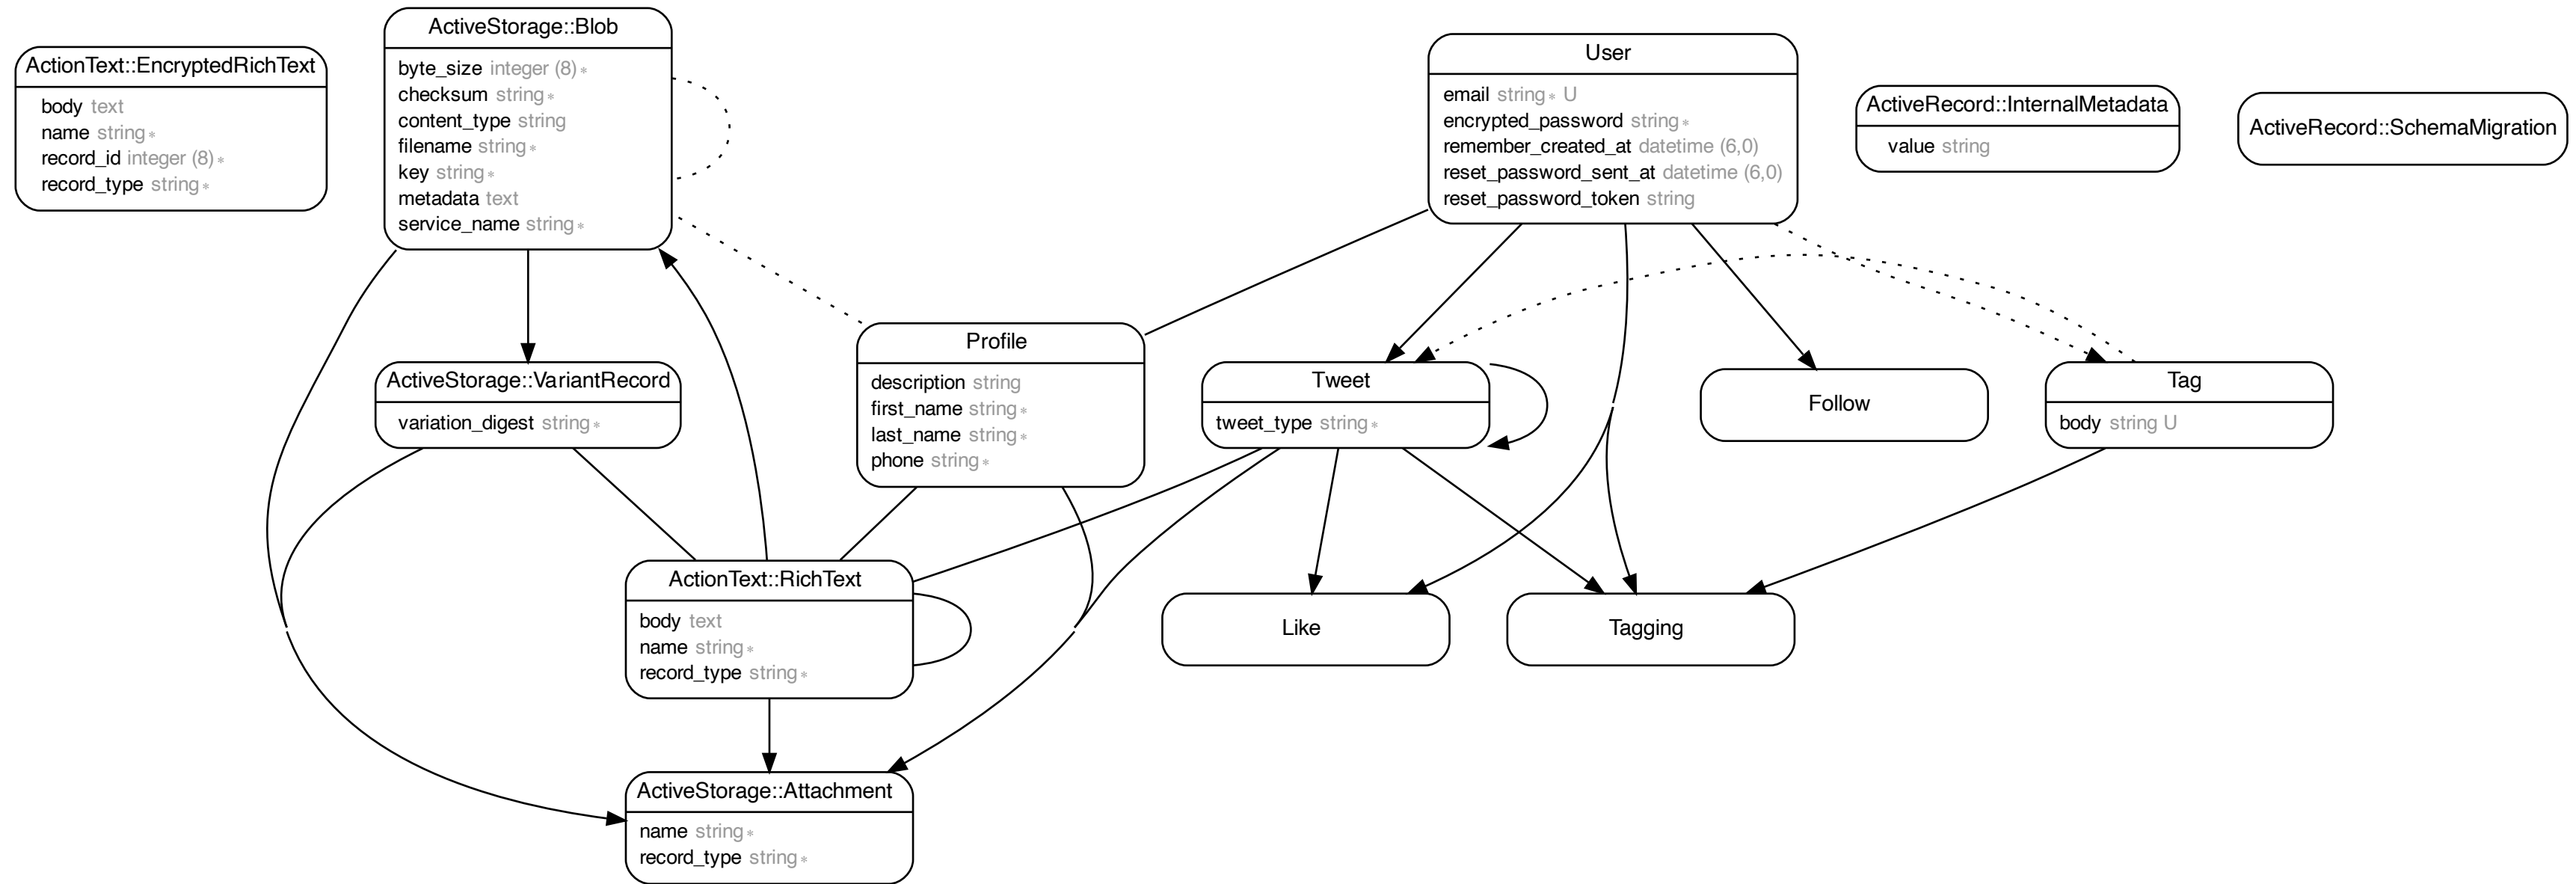 ActionText::EncryptedRichText
body text
name string *
record_id integer (8) *
record_type string *
ActiveStorage::Blob
byte_size integer (8) *
checksum string *
content_type string
filename string *
key string *
metadata text
service_name string *
User
email string * U
encrypted_password string *
remember_created_at datetime (6,0)
reset_password_sent_at datetime (6,0)
reset_password_token string
ActiveRecord::InternalMetadata
value string
ActiveRecord::SchemaMigration
ActiveStorage::VariantRecord
variation_digest string *
Profile
description string
first_name string *
last_name string *
phone string *
Tweet
tweet_type string *
Follow
Tag
body string U
ActionText::RichText
body text
name string *
record_type string *
Like
Tagging
ActiveStorage::Attachment
name string *
record_type string *